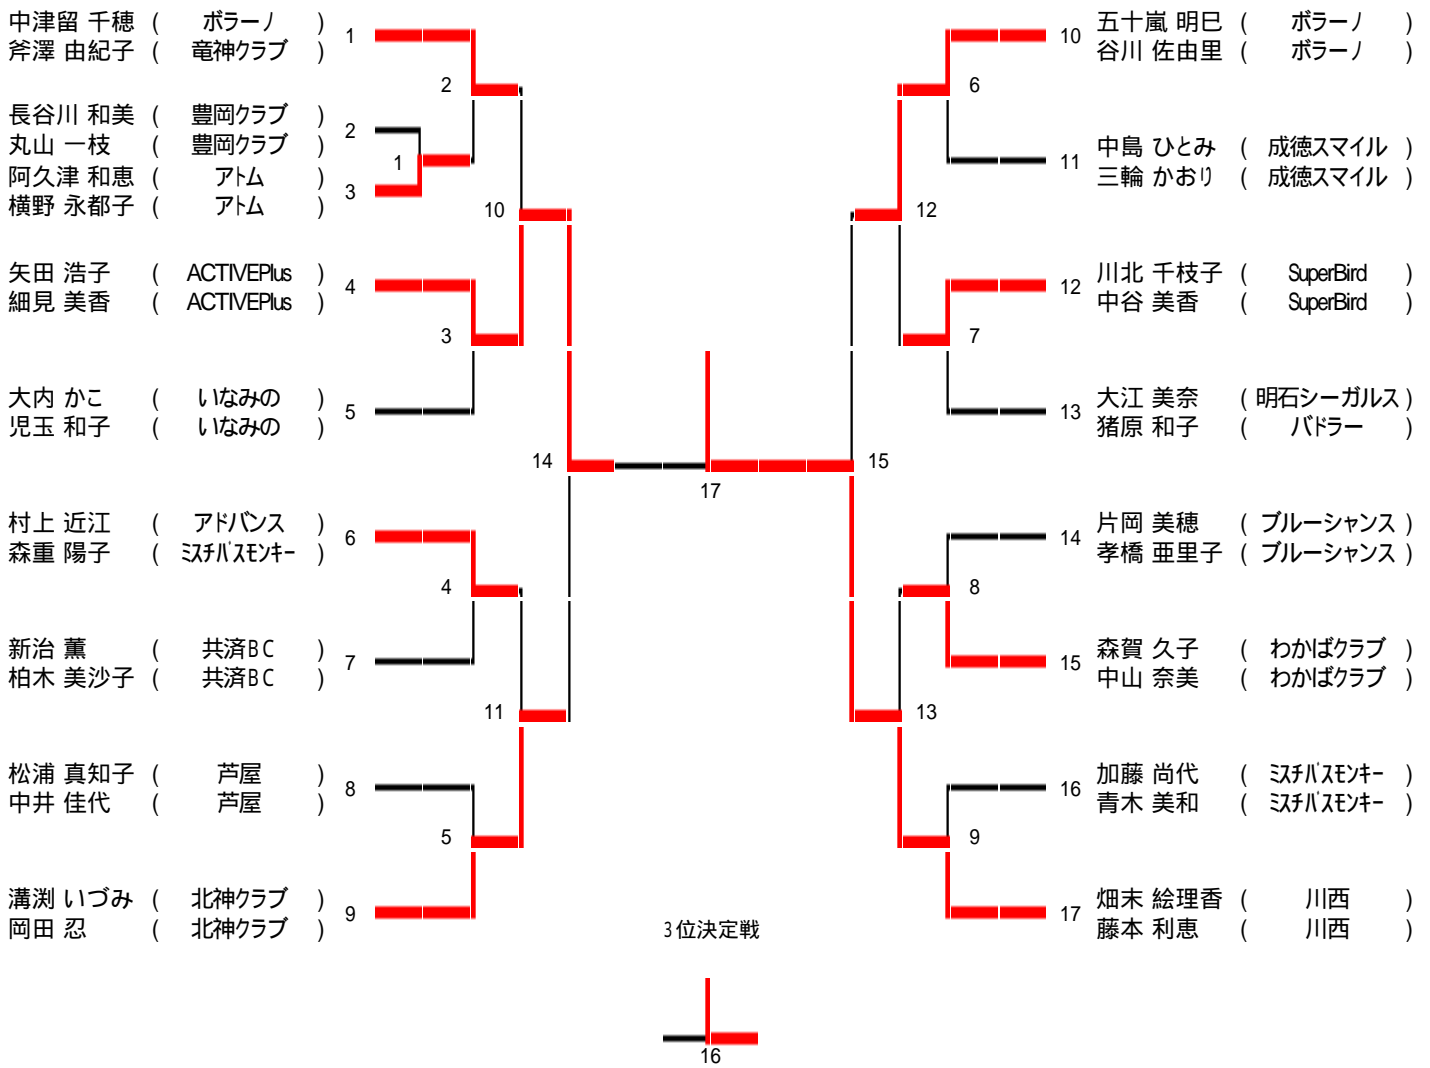 中津留 千穂 ( ボラーノ ) 1
斧澤 由紀子 ( 竜神クラブ )
2
長谷川 和美 ( 豊岡クラブ ) 2
丸山 一枝 ( 豊岡クラブ )
1
阿久津 和恵 ( アトム ) 3
横野 永都子 ( アトム )
10
矢田 浩子 ( ACTIVEPlus ) 4
細見 美香 ( ACTIVEPlus )
3
大内 かこ ( いなみの ) 5
児玉 和子 ( いなみの )
14
村上 近江 ( アドバンス ) 6
森重 陽子 ( ミスチバスモンキー )
4
新治 薫 ( 共済BC ) 7
柏木 美沙子 ( 共済BC )
11
松浦 真知子 ( 芦屋 ) 8
中井 佳代 ( 芦屋 )
5
溝渕 いづみ ( 北神クラブ ) 9
岡田 忍 ( 北神クラブ )
17
3位決定戦
16
10 五十嵐 明巳 ( ボラーノ )
谷川 佐由里 ( ボラーノ )
6
11 中島 ひとみ ( 成徳スマイル )
三輪 かおり ( 成徳スマイル )
12
12 川北 千枝子 ( SuperBird )
中谷 美香 ( SuperBird )
7
13 大江 美奈 ( 明石シーガルス )
猪原 和子 ( バドラー )
15
14 片岡 美穂 ( ブルーシャンス )
孝橋 亜里子 ( ブルーシャンス )
8
15 森賀 久子 ( わかばクラブ )
中山 奈美 ( わかばクラブ )
13
16 加藤 尚代 ( ミスチバスモンキー )
青木 美和 ( ミスチバスモンキー )
9
17 畑末 絵理香 ( 川西 )
藤本 利恵 ( 川西 )